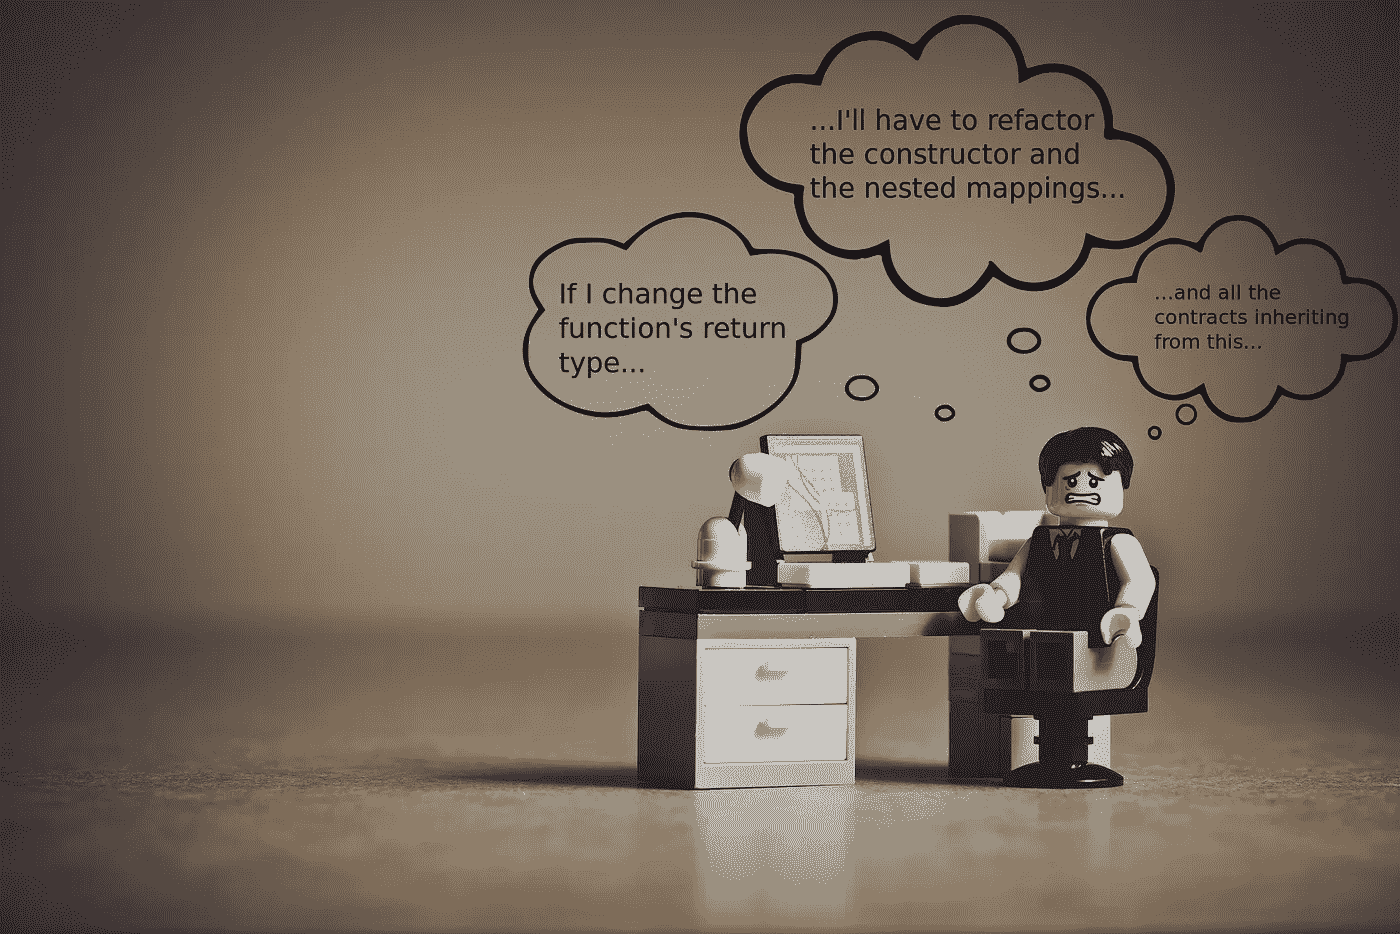 If I change the
function's return
type...
...I'll have to refactor
the constructor and
the nested mappings...
...and all the
contracts inheriting
from this...